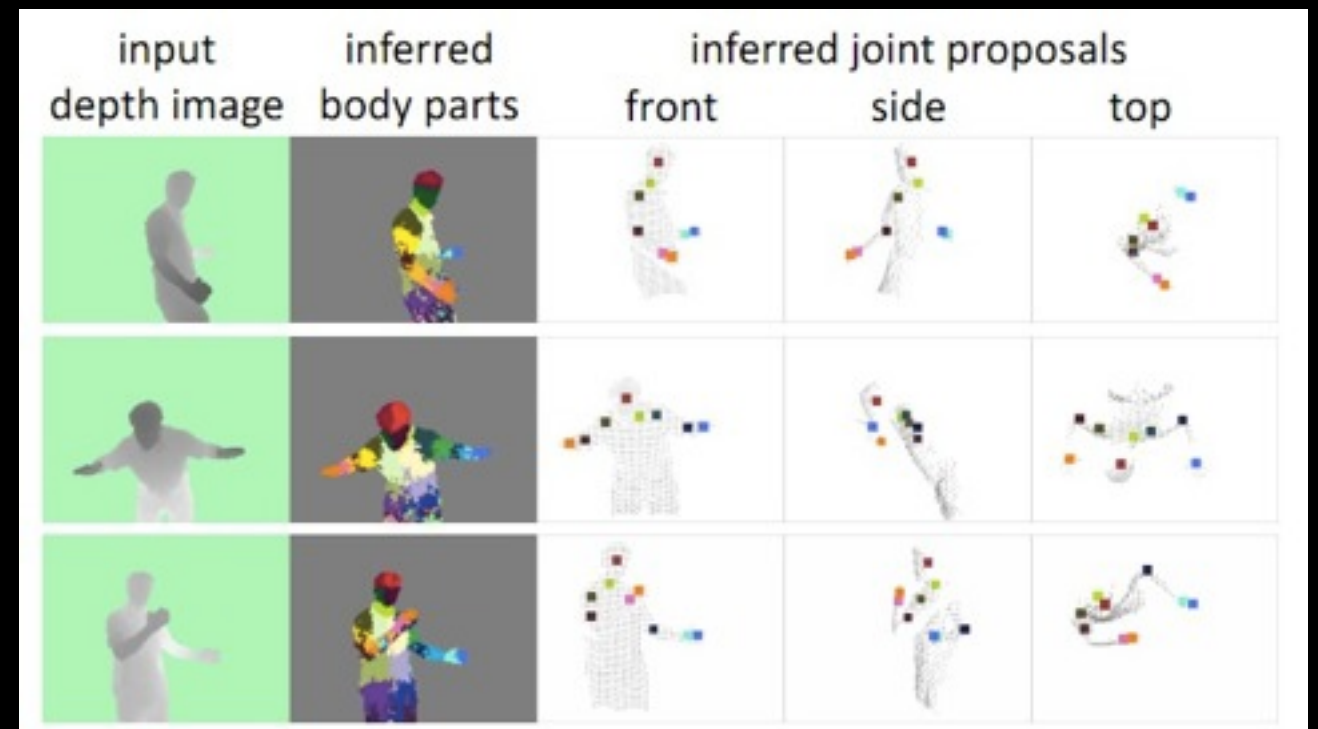 input depth image
inferred body parts
inferred joint proposals
front
side
top